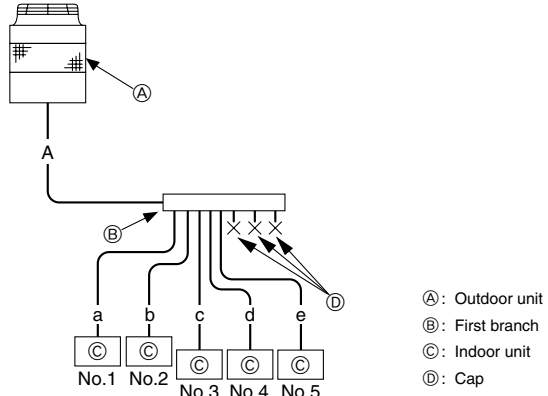 Ⓐ
A
Ⓑ
Ⓓ
a b c d e
Ⓒ Ⓒ Ⓒ Ⓒ Ⓒ
No.1 No.2 No.3 No.4 No.5
Ⓐ: Outdoor unit
Ⓑ: First branch
Ⓒ: Indoor unit
Ⓓ: Cap